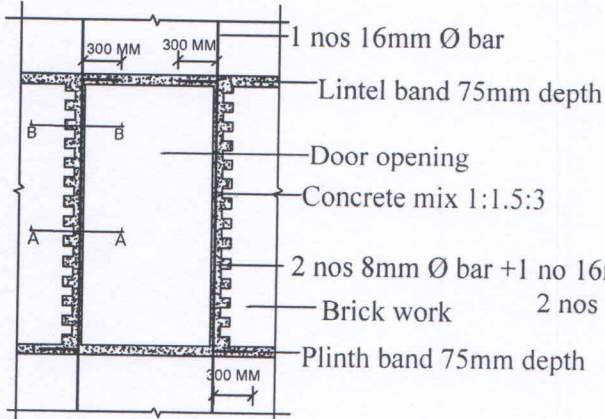 300 MM 300 MM
1 nos 16mm Ø bar
Lintel band 75mm depth
B B
Door opening
Concrete mix 1:1.5:3
A A
2 nos 8mm Ø bar +1 no 16
Brick work 2 nos
Plinth band 75mm depth
300 MM